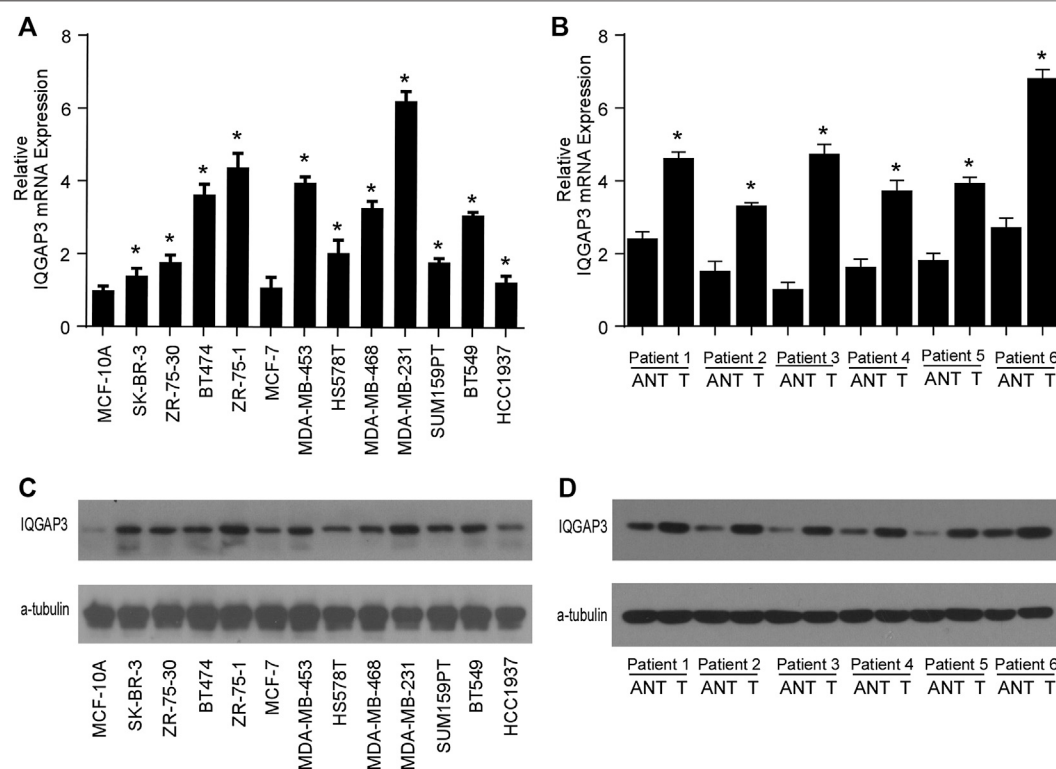 A
8
6
4
2
0
Relative
IQGAP3 mRNA Expression
* * * * * * * * * * *
MCF-10A
SK-BR-3
ZR-75-30
BT474
ZR-75-1
MCF-7
MDA-MB-453
HS578T
MDA-MB-468
MDA-MB-231
SUM159PT
BT549
HCC1937
B
8
6
4
2
0
Relative
IQGAP3 mRNA Expression
* * * * * *
Patient 1 Patient 2 Patient 3 Patient 4 Patient 5 Patient 6
ANT T ANT T ANT T ANT T ANT T ANT T
C
IQGAP3
a-tubulin
MCF-10A
SK-BR-3
ZR-75-30
BT474
ZR-75-1
MCF-7
MDA-MB-453
HS578T
MDA-MB-468
MDA-MB-231
SUM159PT
BT549
HCC1937
D
IQGAP3
a-tubulin
Patient 1 Patient 2 Patient 3 Patient 4 Patient 5 Patient 6
ANT T ANT T ANT T ANT T ANT T ANT T